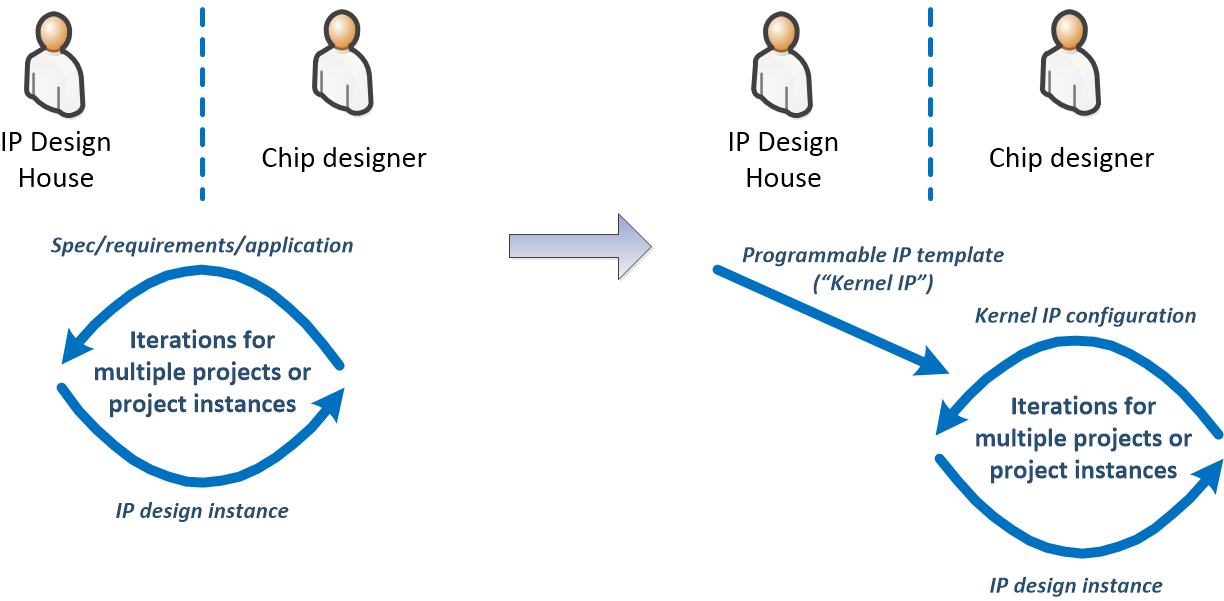 IP Design
House
Chip designer
Spec/requirements/application
Iterations for
multiple projects or
project instances
IP design instance
IP Design
House
Chip designer
Programmable IP template
(“Kernel IP”)
Kernel IP configuration
Iterations for
multiple projects or
project instances
IP design instance